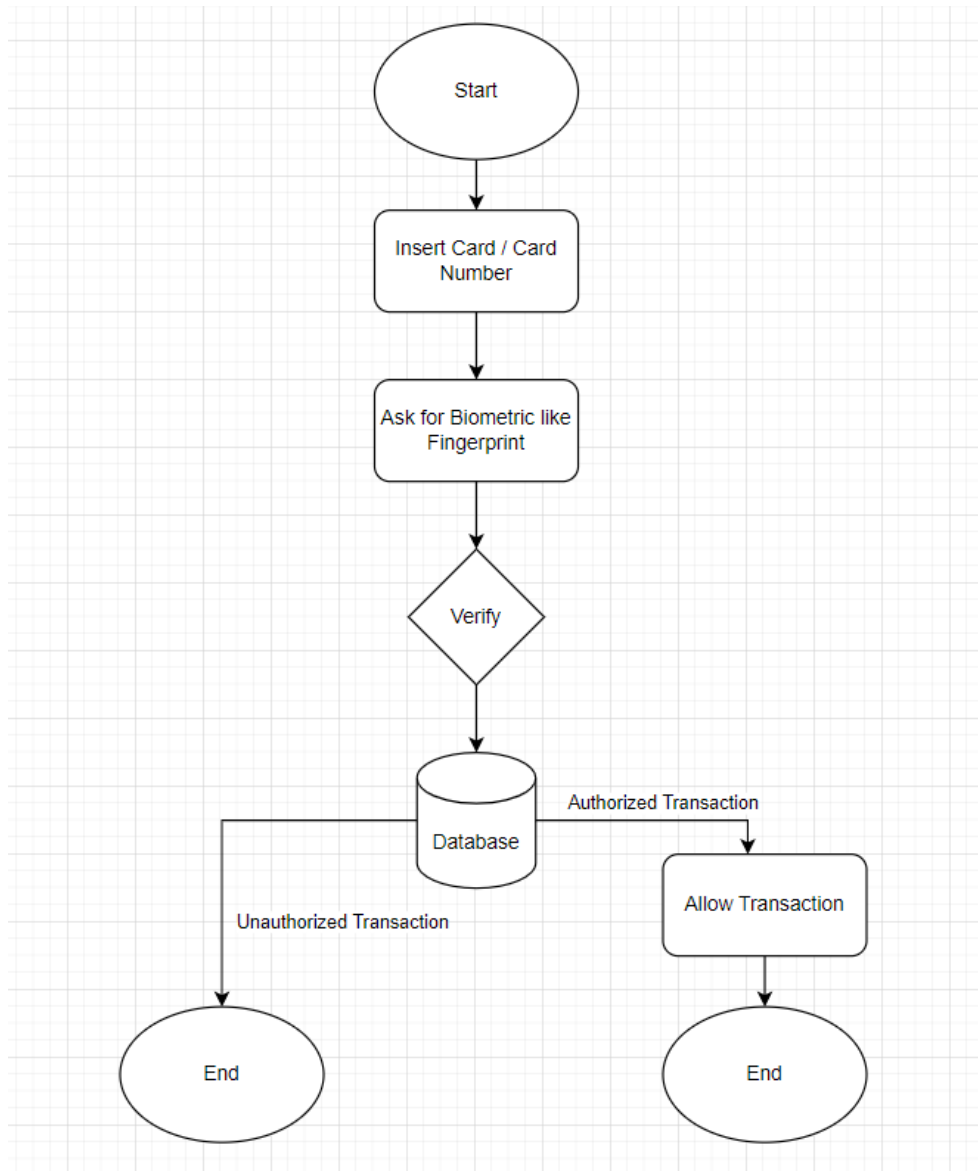 Start
Insert Card / Card
Number
Ask for Biometric like
Fingerprint
Verify
Database
Authorized Transaction
Unauthorized Transaction
Allow Transaction
End
End